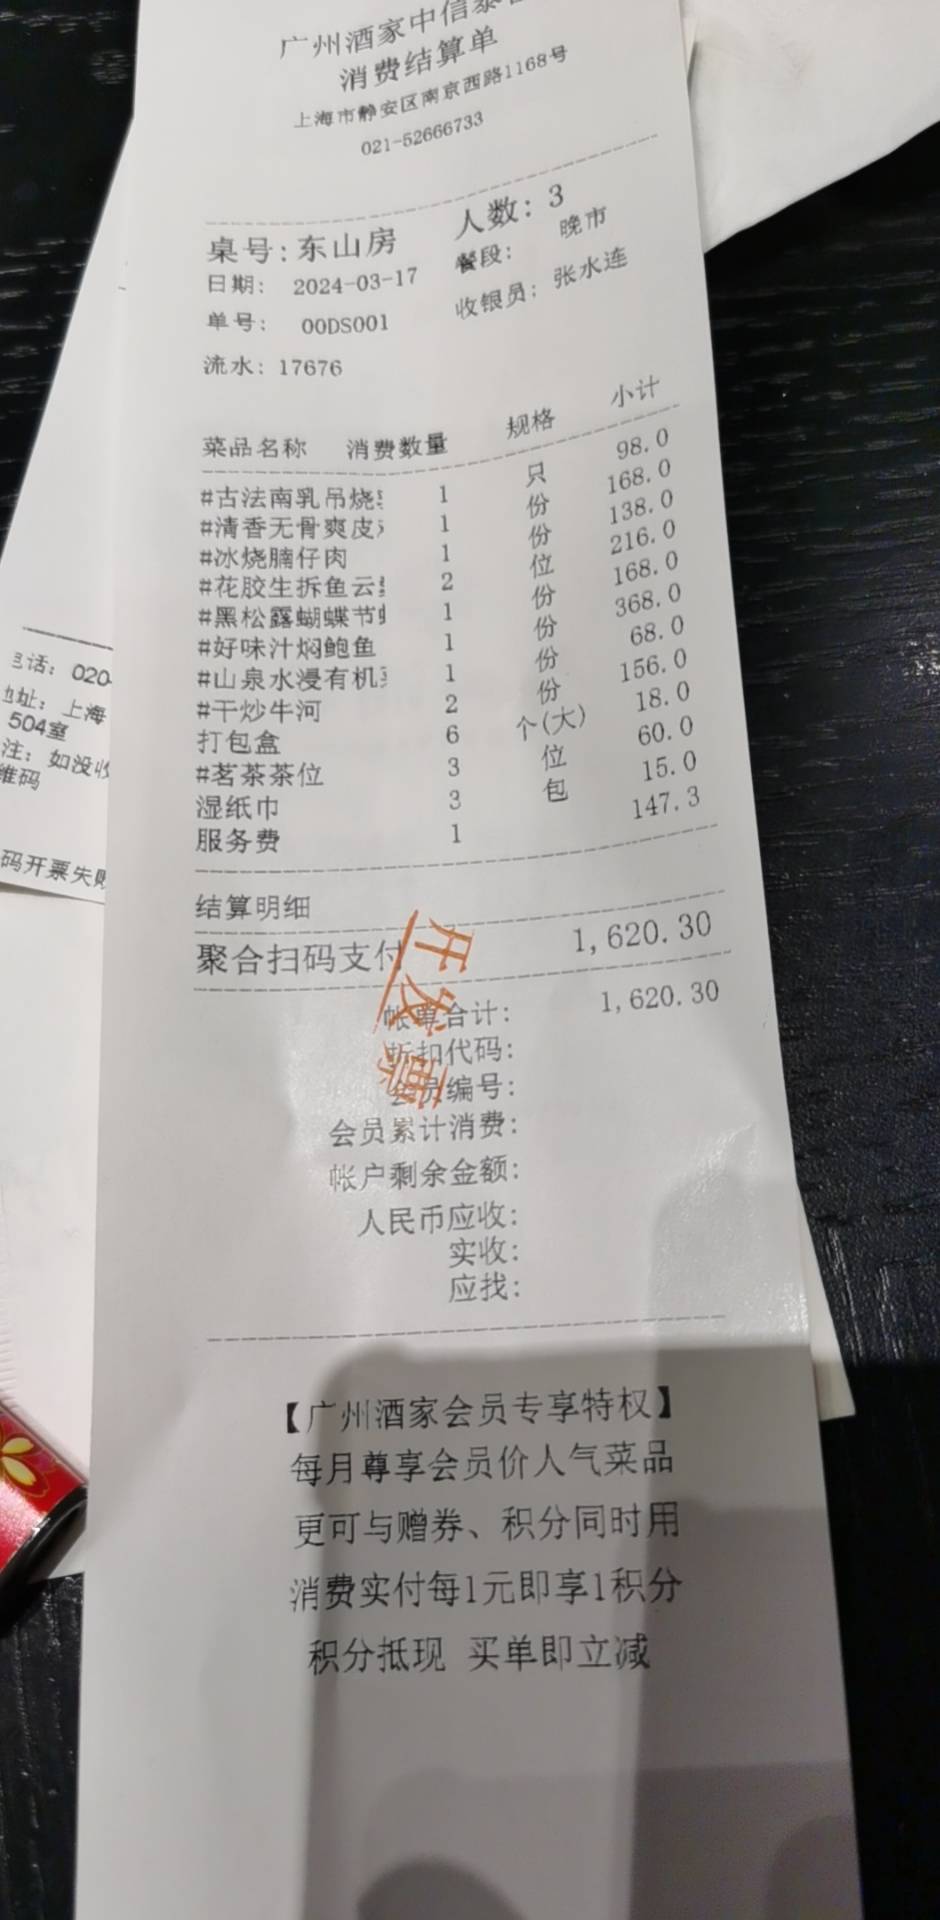 广州酒家中信泰
消费结算单
上海市静安区南京西路1168号
021-52666733
桌号: 东山房 人数: 3
日期: 2024-03-17 餐段: 晚市
单号: 00DS001 收银员: 张水连
流水: 17676
菜品名称 消费数量 规格 小计
#古法南乳吊烧 1 只 98.0
#清香无骨爽皮 1 份 168.0
#冰烧腩仔肉 1 份 138.0
#花胶生拆鱼云 2 位 216.0
#黑松露蝴蝶节 1 份 168.0
#好味汁焖鲍鱼 1 份 368.0
#山泉水浸有机 1 份 68.0
#干炒牛河 2 份 156.0
打包盒 6 个(大) 18.0
#茗茶茶位 3 位 60.0
湿纸巾 3 包 15.0
服务费 1 147.3
结算明细
聚合扫码支付 1,620.30
开发票
帐单合计: 1,620.30
折扣代码:
会员编号:
会员累计消费:
帐户剩余金额:
人民币应收:
实收:
应找:
【广州酒家会员专享特权】
每月尊享会员价人气菜品
更可与赠券、积分同时用
消费实付每1元即享1积分
积分抵现 买单即立减
话: 020-
址: 上海
504室
注: 如没收
维码
码开票失败